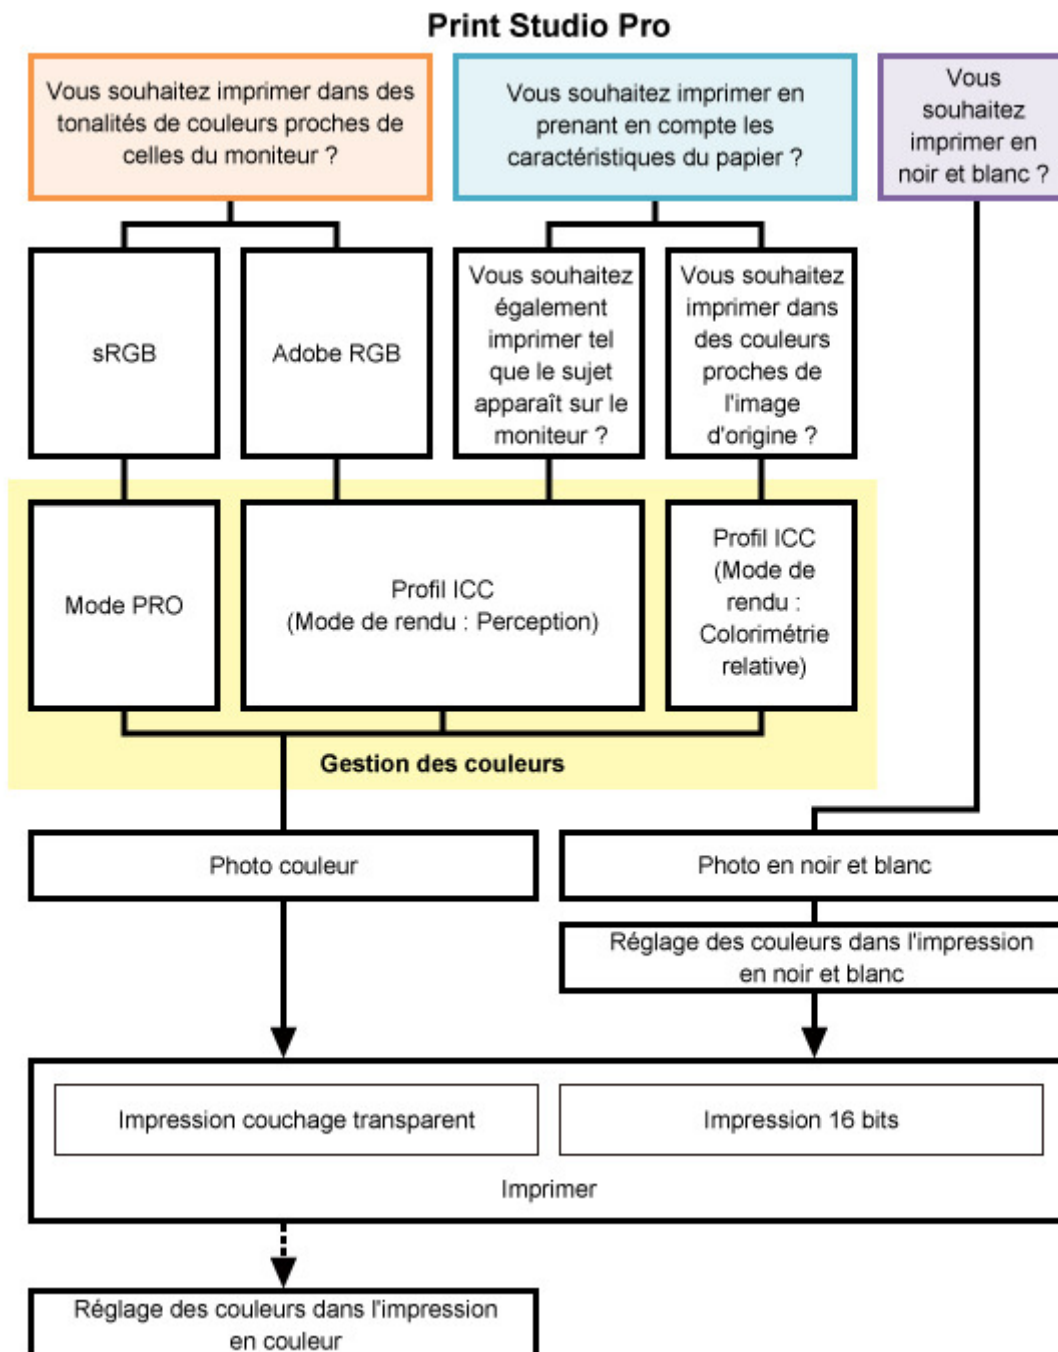 Print Studio Pro
Vous souhaitez imprimer dans des
tonalités de couleurs proches de
celles du moniteur ?
Vous souhaitez imprimer en
prenant en compte les
caractéristiques du papier ?
Vous
souhaitez
imprimer en
noir et blanc ?
sRGB
Adobe RGB
Vous souhaitez
également
imprimer tel
que le sujet
apparaît sur le
moniteur ?
Vous souhaitez
imprimer dans
des couleurs
proches de
l'image
d'origine ?
Mode PRO
Profil ICC
(Mode de rendu : Perception)
Profil ICC
(Mode de
rendu :
Colorimétrie
relative)
Gestion des couleurs
Photo couleur
Photo en noir et blanc
Réglage des couleurs dans l'impression
en noir et blanc
Impression couchage transparent
Impression 16 bits
Imprimer
Réglage des couleurs dans l'impression
en couleur